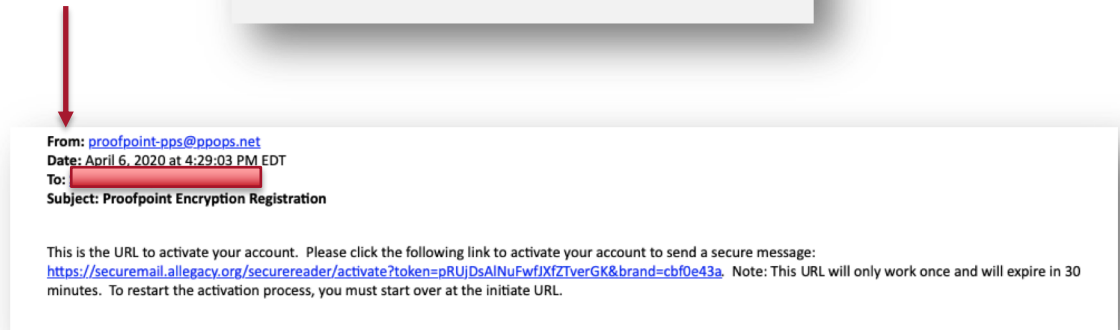 From: proofpoint-pps@ppops.net
Date: April 6, 2020 at 4:29:03 PM EDT
To:
Subject: Proofpoint Encryption Registration
This is the URL to activate your account.  Please click the following link to activate your account to send a secure message:
https://securemail.allegacy.org/securereader/activate?token=pRUjDsAlNuFwfJXfZTverGK&brand=cbf0e43a.  Note: This URL will only work once and will expire in 30
minutes.  To restart the activation process, you must start over at the initiate URL.